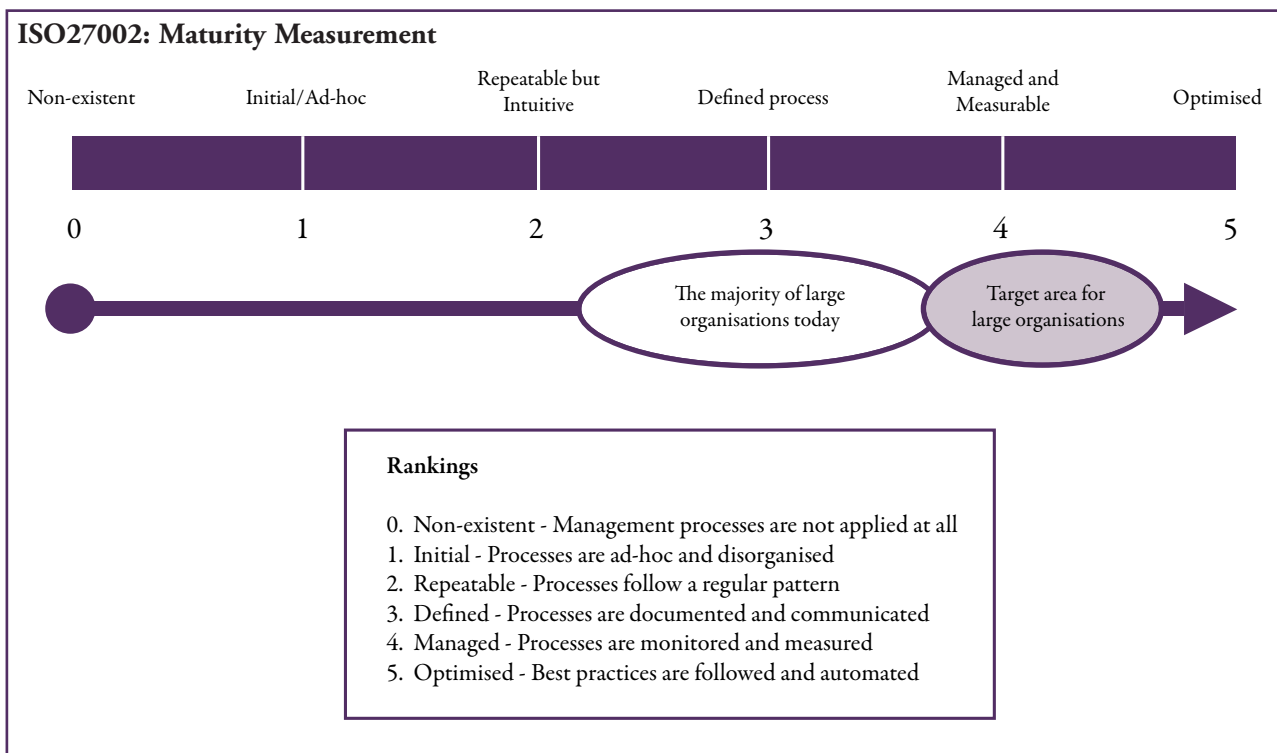 ISO27002: Maturity Measurement
Non-existent
Initial/Ad-hoc
Repeatable but
Intuitive
Defined process
Managed and
Measurable
Optimised
0
1
2
3
4
5
The majority of large
organisations today
Target area for
large organisations
Rankings
0. Non-existent - Management processes are not applied at all
1. Initial - Processes are ad-hoc and disorganised
2. Repeatable - Processes follow a regular pattern
3. Defined - Processes are documented and communicated
4. Managed - Processes are monitored and measured
5. Optimised - Best practices are followed and automated